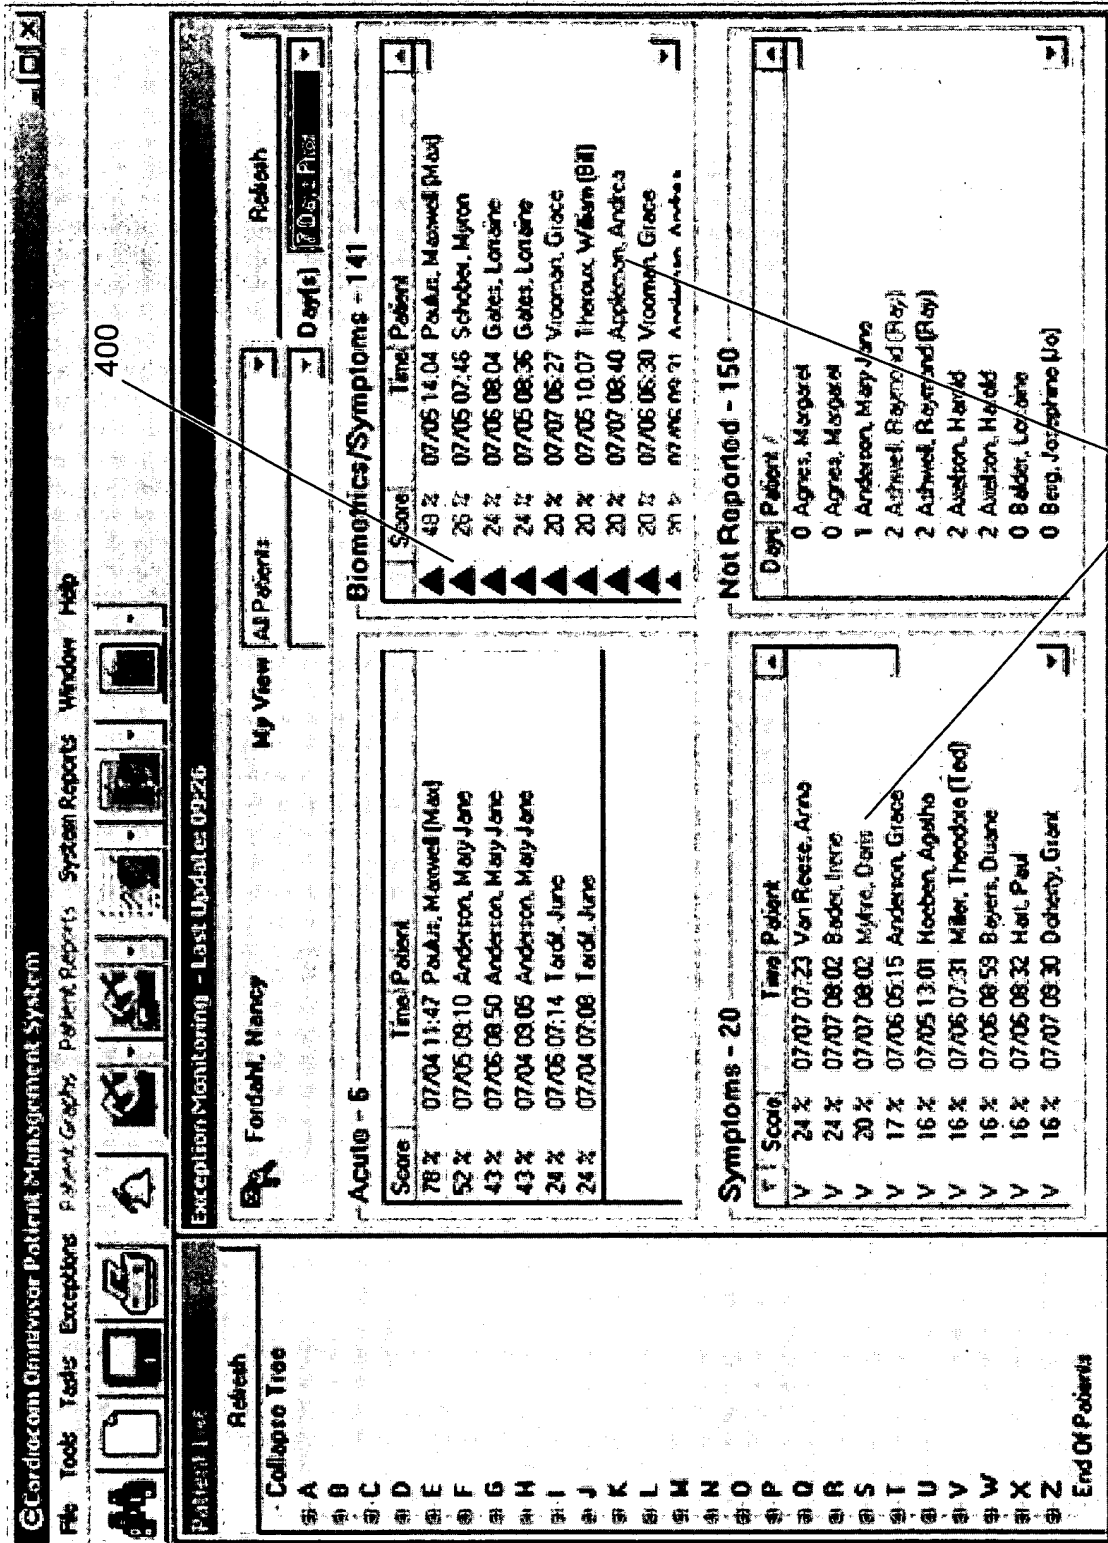 Cardiocom Omnivisor Patient Management System
File Tools Tasks Exceptions Patient Graphs Patient Reports System Reports Window Help
400
Patient List
Refresh
Collapse Tree
A
B
C
D
E
F
G
H
I
J
K
L
M
N
O
P
Q
R
S
T
U
V
W
X
Z
End Of Patients
Exception Monitoring - Last Update: 09:26
Fordahl, Nancy
My View All Patients
Refresh
Day(s)
Acute - 6
Score Time Patient
78 % 07/04 11:47 Paulus, Maxwell (Max)
52 % 07/05 09:10 Anderson, Mary Jane
43 % 07/06 08:50 Anderson, Mary Jane
43 % 07/04 09:05 Anderson, Mary Jane
24 % 07/06 07:14 Tardif, June
24 % 07/04 07:08 Tardif, June
Biometrics/Symptoms - 141
Score Time Patient
48 % 07/05 14:04 Paulus, Maxwell (Max)
26 % 07/05 07:46 Schober, Myron
24 % 07/06 08:04 Gates, Lorraine
24 % 07/05 08:36 Gates, Lorraine
20 % 07/07 06:27 Vrooman, Grace
20 % 07/05 10:07 Theroux, William (Bill)
20 % 07/07 08:40 Appleman, Andrea
20 % 07/06 06:30 Vrooman, Grace
Symptoms - 20
Score Time Patient
V 24 % 07/07 07:23 Van Reese, Anna
V 24 % 07/07 08:02 Bader, Irene
V 20 % 07/07 08:02 Myhre,
V 17 % 07/06 05:15 Anderson, Grace
V 16 % 07/05 13:01 Hoeben, Agatha
V 16 % 07/06 07:31 Miller, Theodore (Ted)
V 16 % 07/06 08:59 Beyers, Duane
V 16 % 07/06 08:32 Hart, Paul
V 16 % 07/07 09:30 Doherty, Grant
Not Reported - 150
Days Patient
0 Agnes, Margaret
0 Agnes, Margaret
1 Anderson, Mary Jane
2 Ashwell, Raymond (Ray)
2 Ashwell, Raymond (Ray)
2 Axelson, Harold
2 Axelson, Harold
0 Balder, Lorraine
0 Berg, Josephine (Jo)